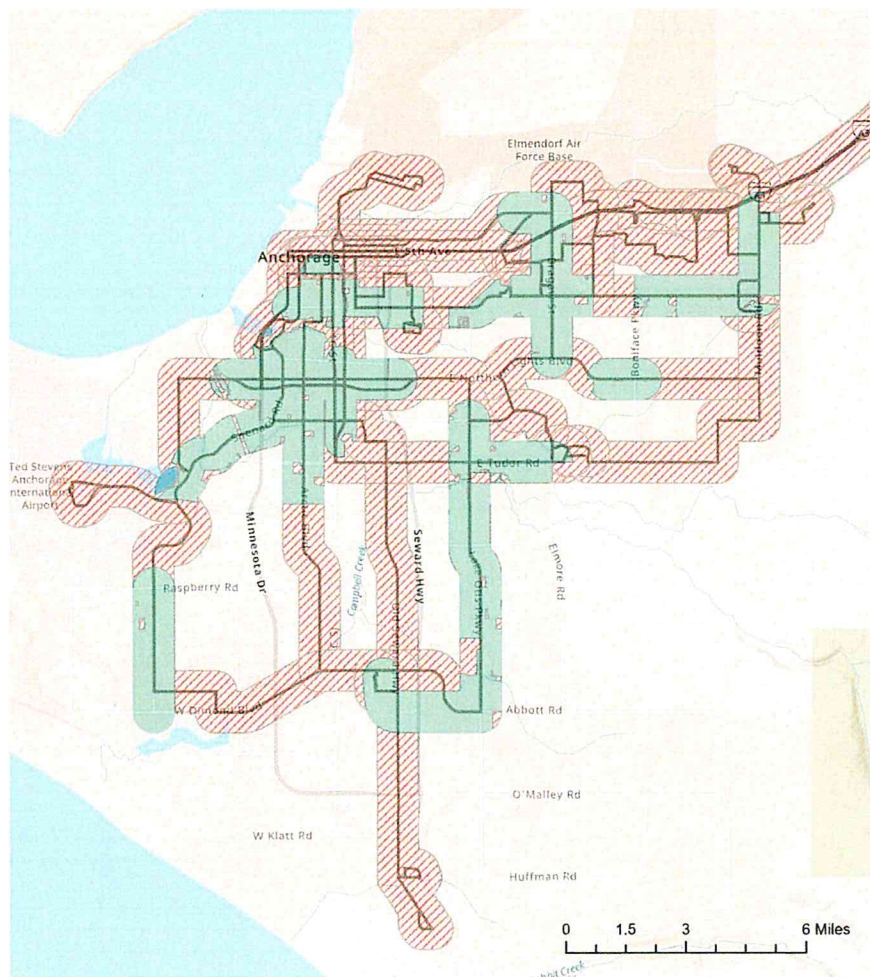 Elmendorf Air
Force Base
E 5th Ave
Anchorage
Boniface Pkwy
E Tudor Rd
Ted Stevens
Anchorage
International
Airport
Minnesota Dr
Seward Hwy
Campbell Creek
Elmore Rd
Raspberry Rd
W Dimond Blvd
Abbott Rd
O'Malley Rd
W Klatt Rd
Huffman Rd
0 1.5 3 6 Miles